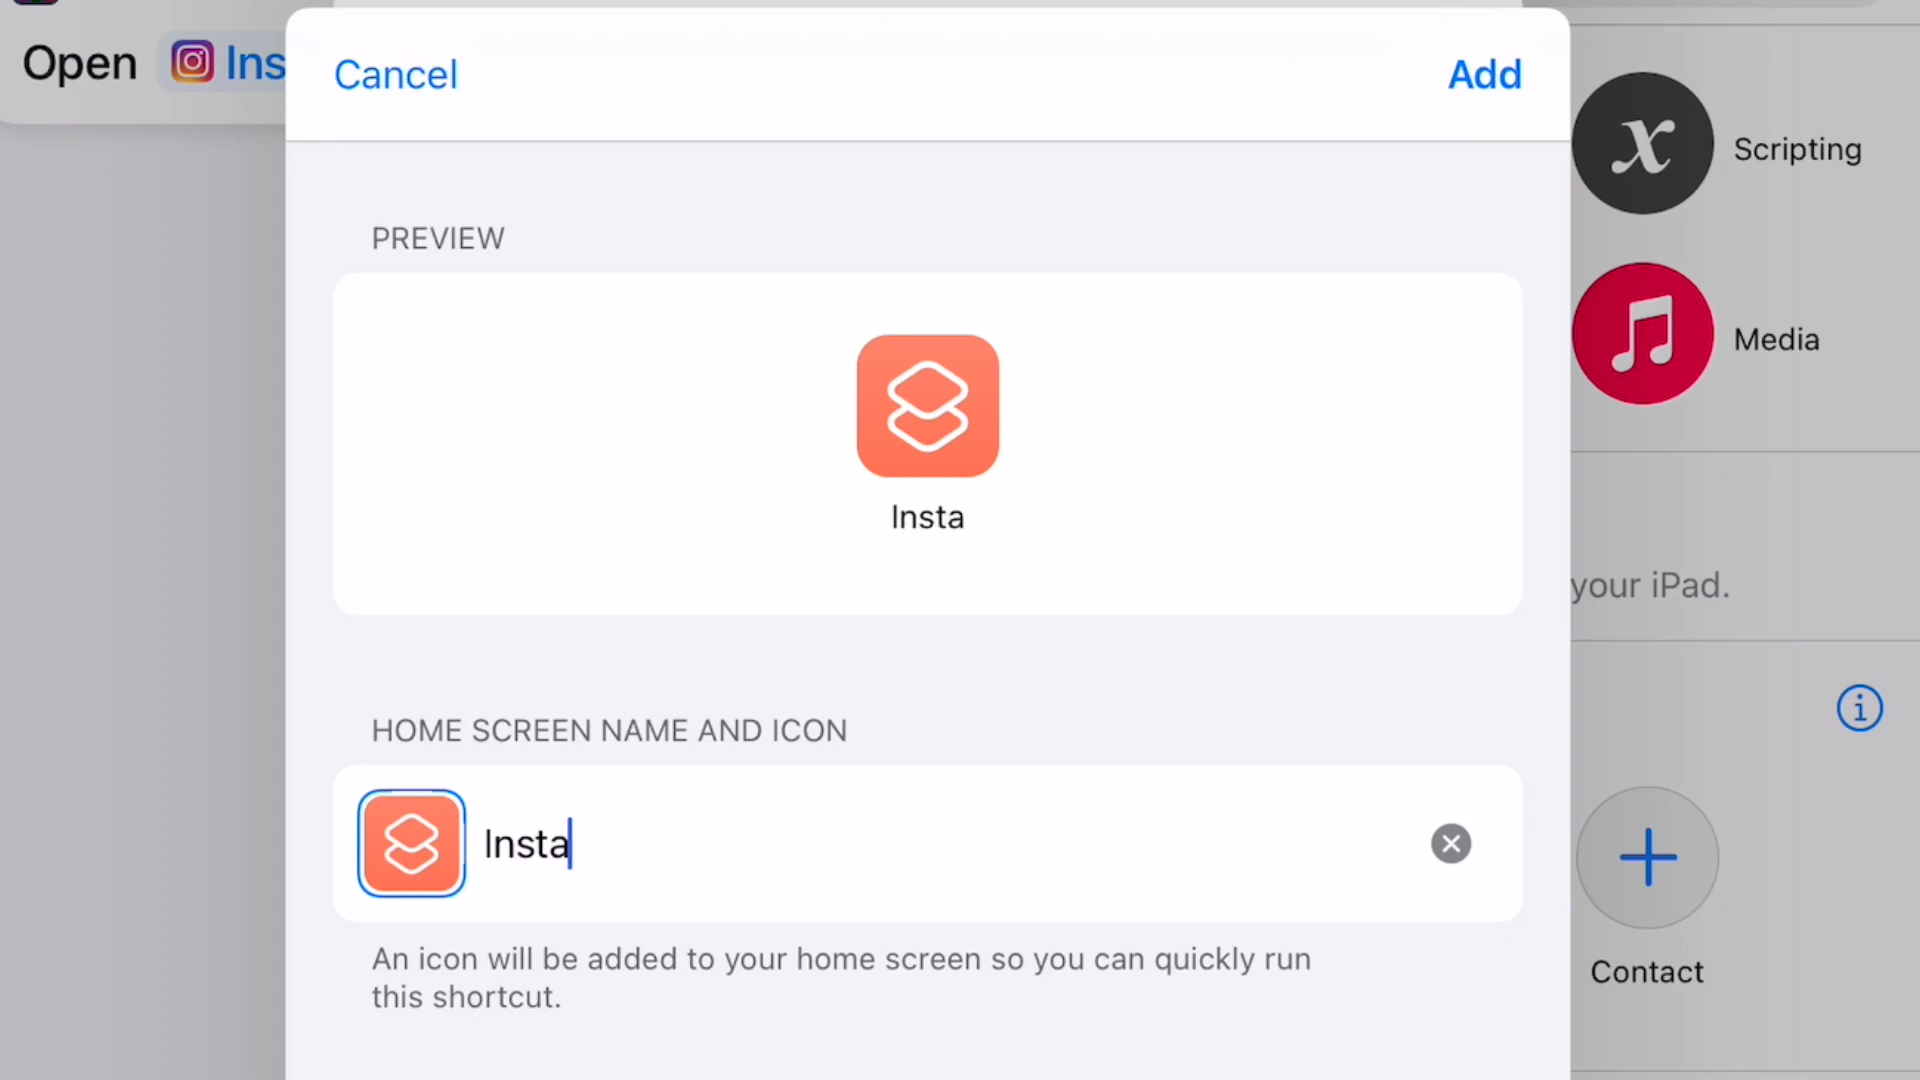 Open Ins
Cancel
Add
Scripting
PREVIEW
Media
Insta
your iPad.
HOME SCREEN NAME AND ICON
Insta
An icon will be added to your home screen so you can quickly run
this shortcut.
Contact